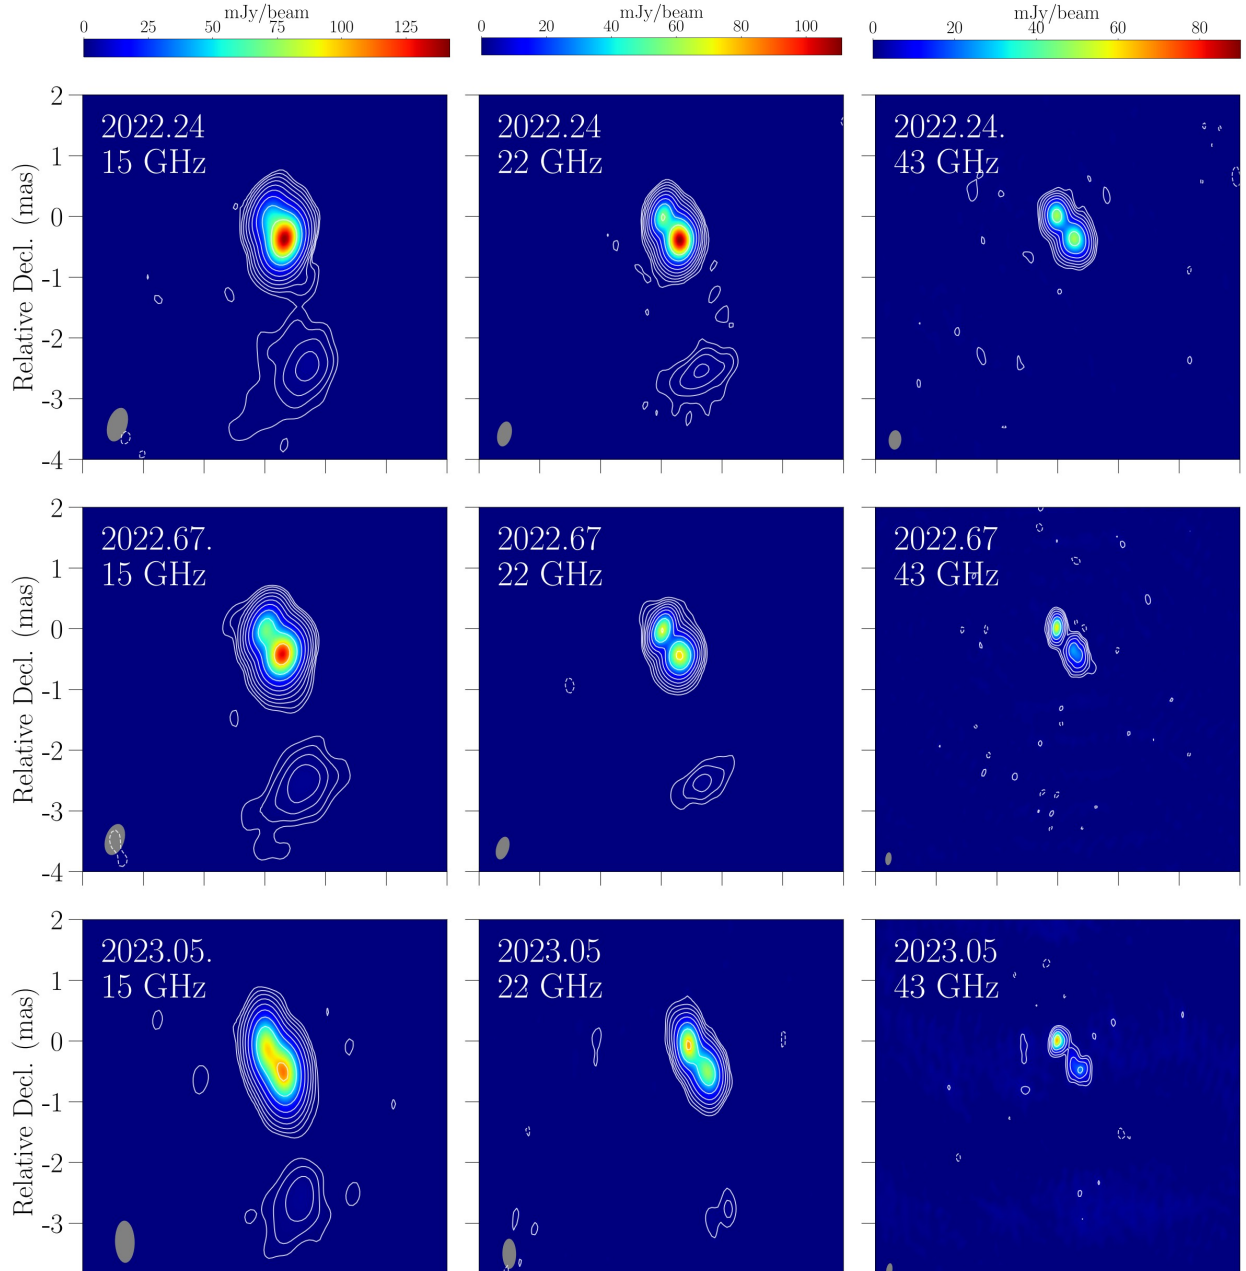 mJy/beam
0 25 50 75 100 125
mJy/beam
0 20 40 60 80 100
mJy/beam
0 20 40 60 80
Relative Decl. (mas)
2
1
0
-1
-2
-3
-4
2022.24
15 GHz
2022.24
22 GHz
2022.24.
43 GHz
Relative Decl. (mas)
2
1
0
-1
-2
-3
-4
2022.67.
15 GHz
2022.67
22 GHz
2022.67
43 GHz
Relative Decl. (mas)
2
1
0
-1
-2
-3
2023.05.
15 GHz
2023.05
22 GHz
2023.05
43 GHz